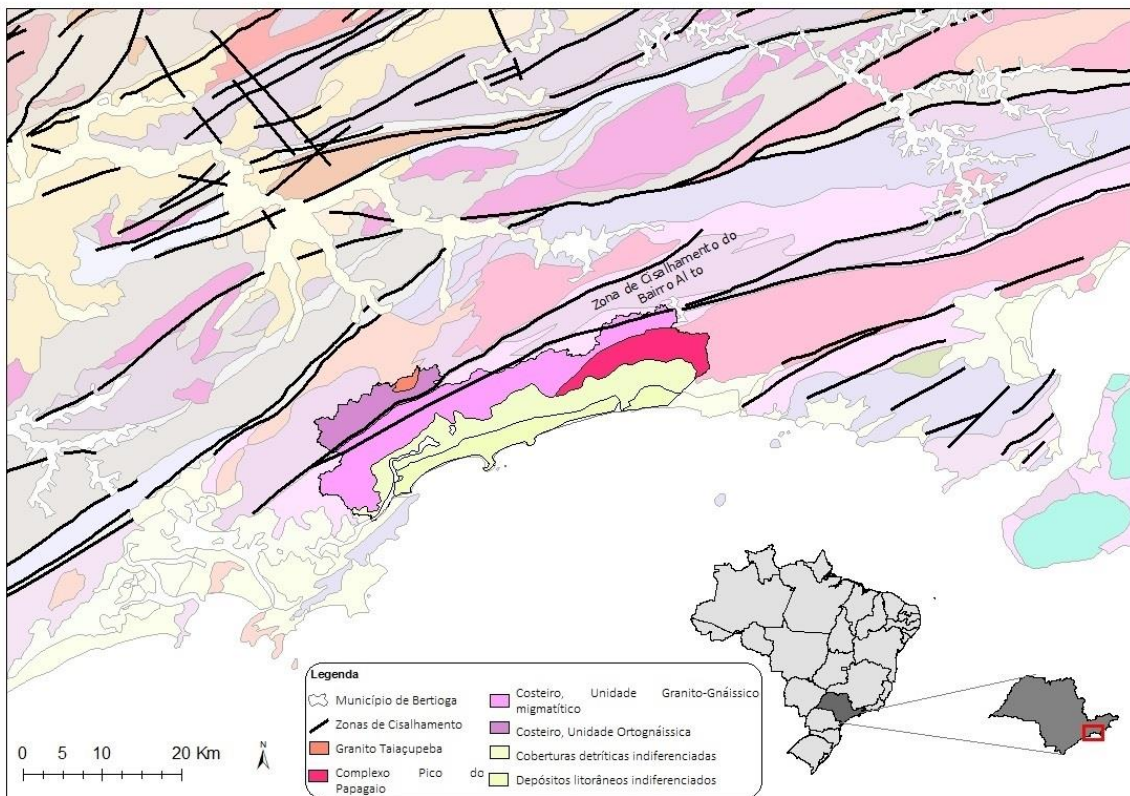 Zona de Cisalhamento do
Bairro Alto
Legenda
Município de Bertioga
Zonas de Cisalhamento
Granito Taiaçupeba
Complexo Pico do
Papagaio
Costeiro, Unidade Granito-Gnáissico
migmatítico
Costeiro, Unidade Ortognáissica
Coberturas detríticas indiferenciadas
Depósitos litorâneos indiferenciados
0 5 10 20 Km
N